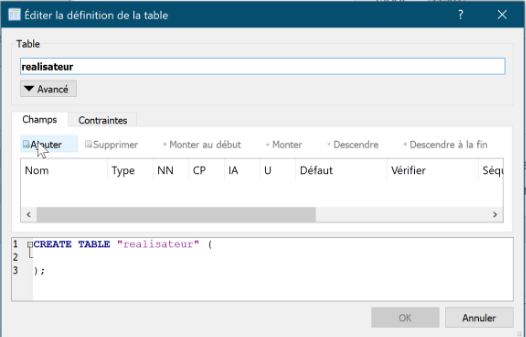 Éditer la définition de la table
Table
realisateur
Avancé
Champs Contraintes
Ajouter Supprimer Monter au début Monter Descendre Descendre à la fin
Nom Type NN CP IA U Défaut Vérifier Séqu
1 CREATE TABLE "realisateur" (
2
3 );
OK Annuler